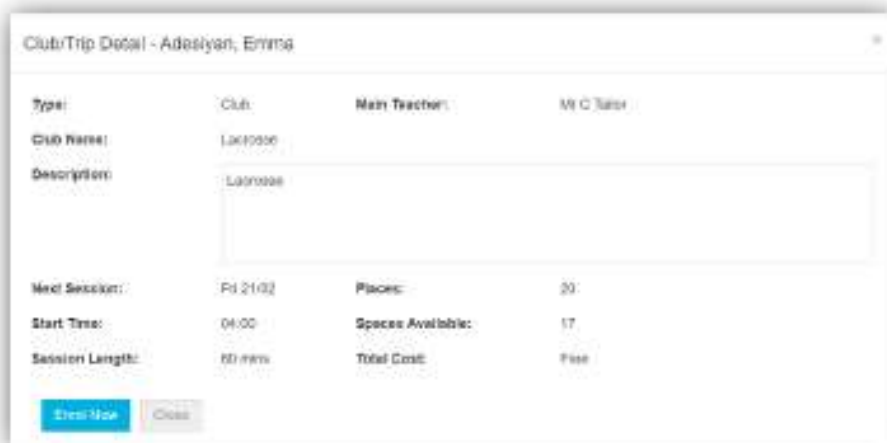 Club/Trip Detail - Adesiyan, Emma
×
Type: Club Main Teacher: Mr C Tailor
Club Name: Lacrosse
Description: Lacrosse
Next Session: Fri 21/02 Places: 20
Start Time: 04:00 Spaces Available: 17
Session Length: 60 mins Total Cost: Free
Enrol Now Close